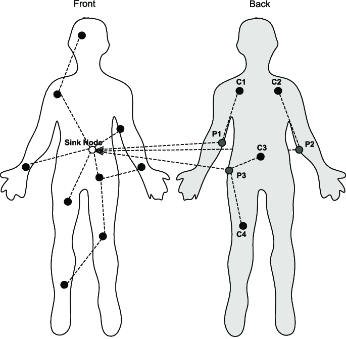 Front
Back
C1
C2
P1
Sink Node
P2
C3
P3
C4